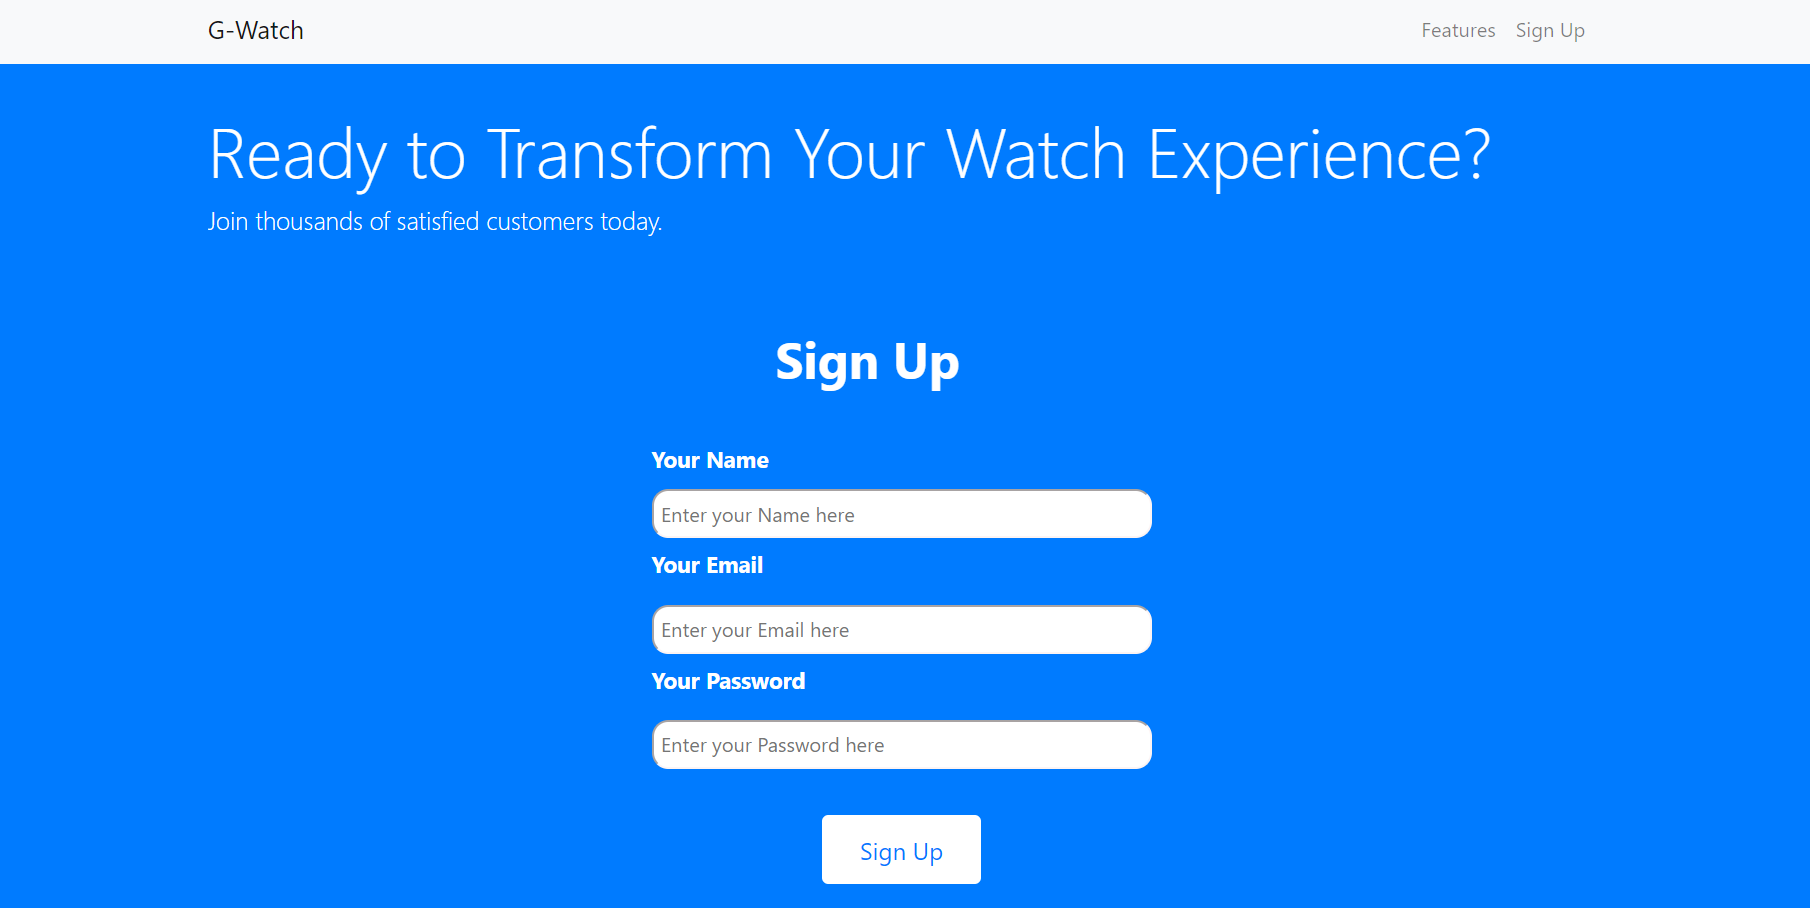 G-Watch
Features Sign Up
Ready to Transform Your Watch Experience?
Join thousands of satisfied customers today.
Sign Up
Your Name
Enter your Name here
Your Email
Enter your Email here
Your Password
Enter your Password here
Sign Up